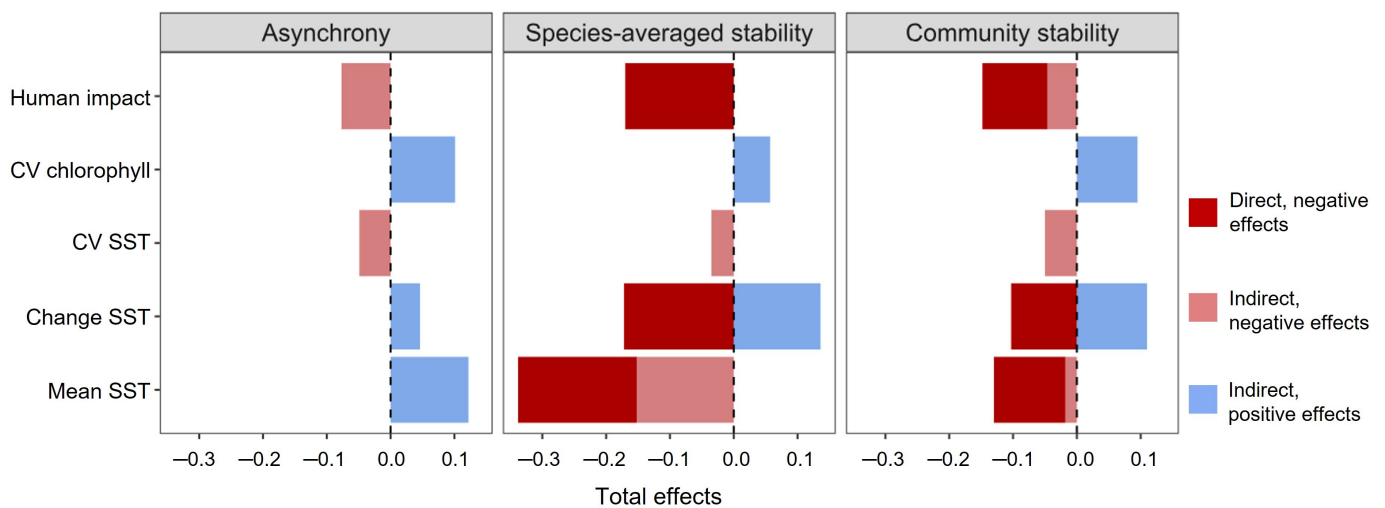 Asynchrony
Species-averaged stability
Community stability
Human impact
CV chlorophyll
CV SST
Change SST
Mean SST
−0.3 −0.2 −0.1 0.0 0.1
−0.3 −0.2 −0.1 0.0 0.1
−0.3 −0.2 −0.1 0.0 0.1
Total effects
Direct, negative
effects
Indirect,
negative effects
Indirect,
positive effects